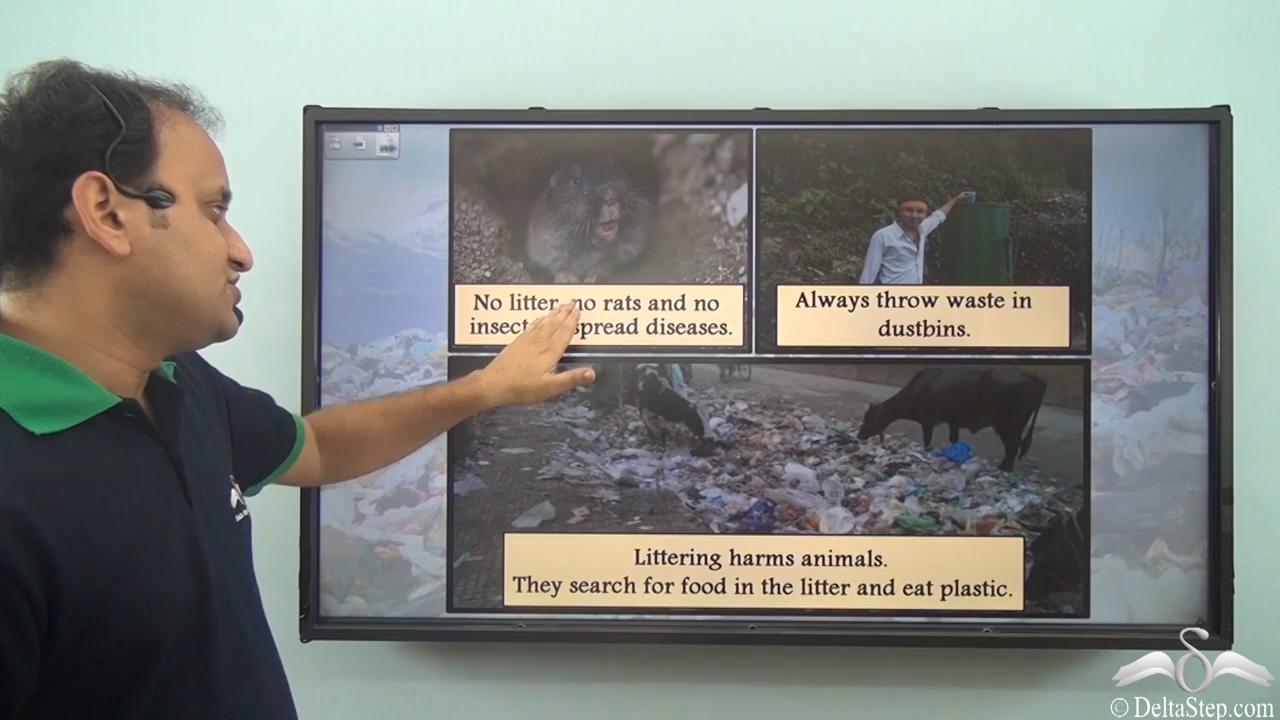 No litter, no rats and no
insect spread diseases.
Always throw waste in
dustbins.
Littering harms animals.
They search for food in the litter and eat plastic.
© DeltaStep.com